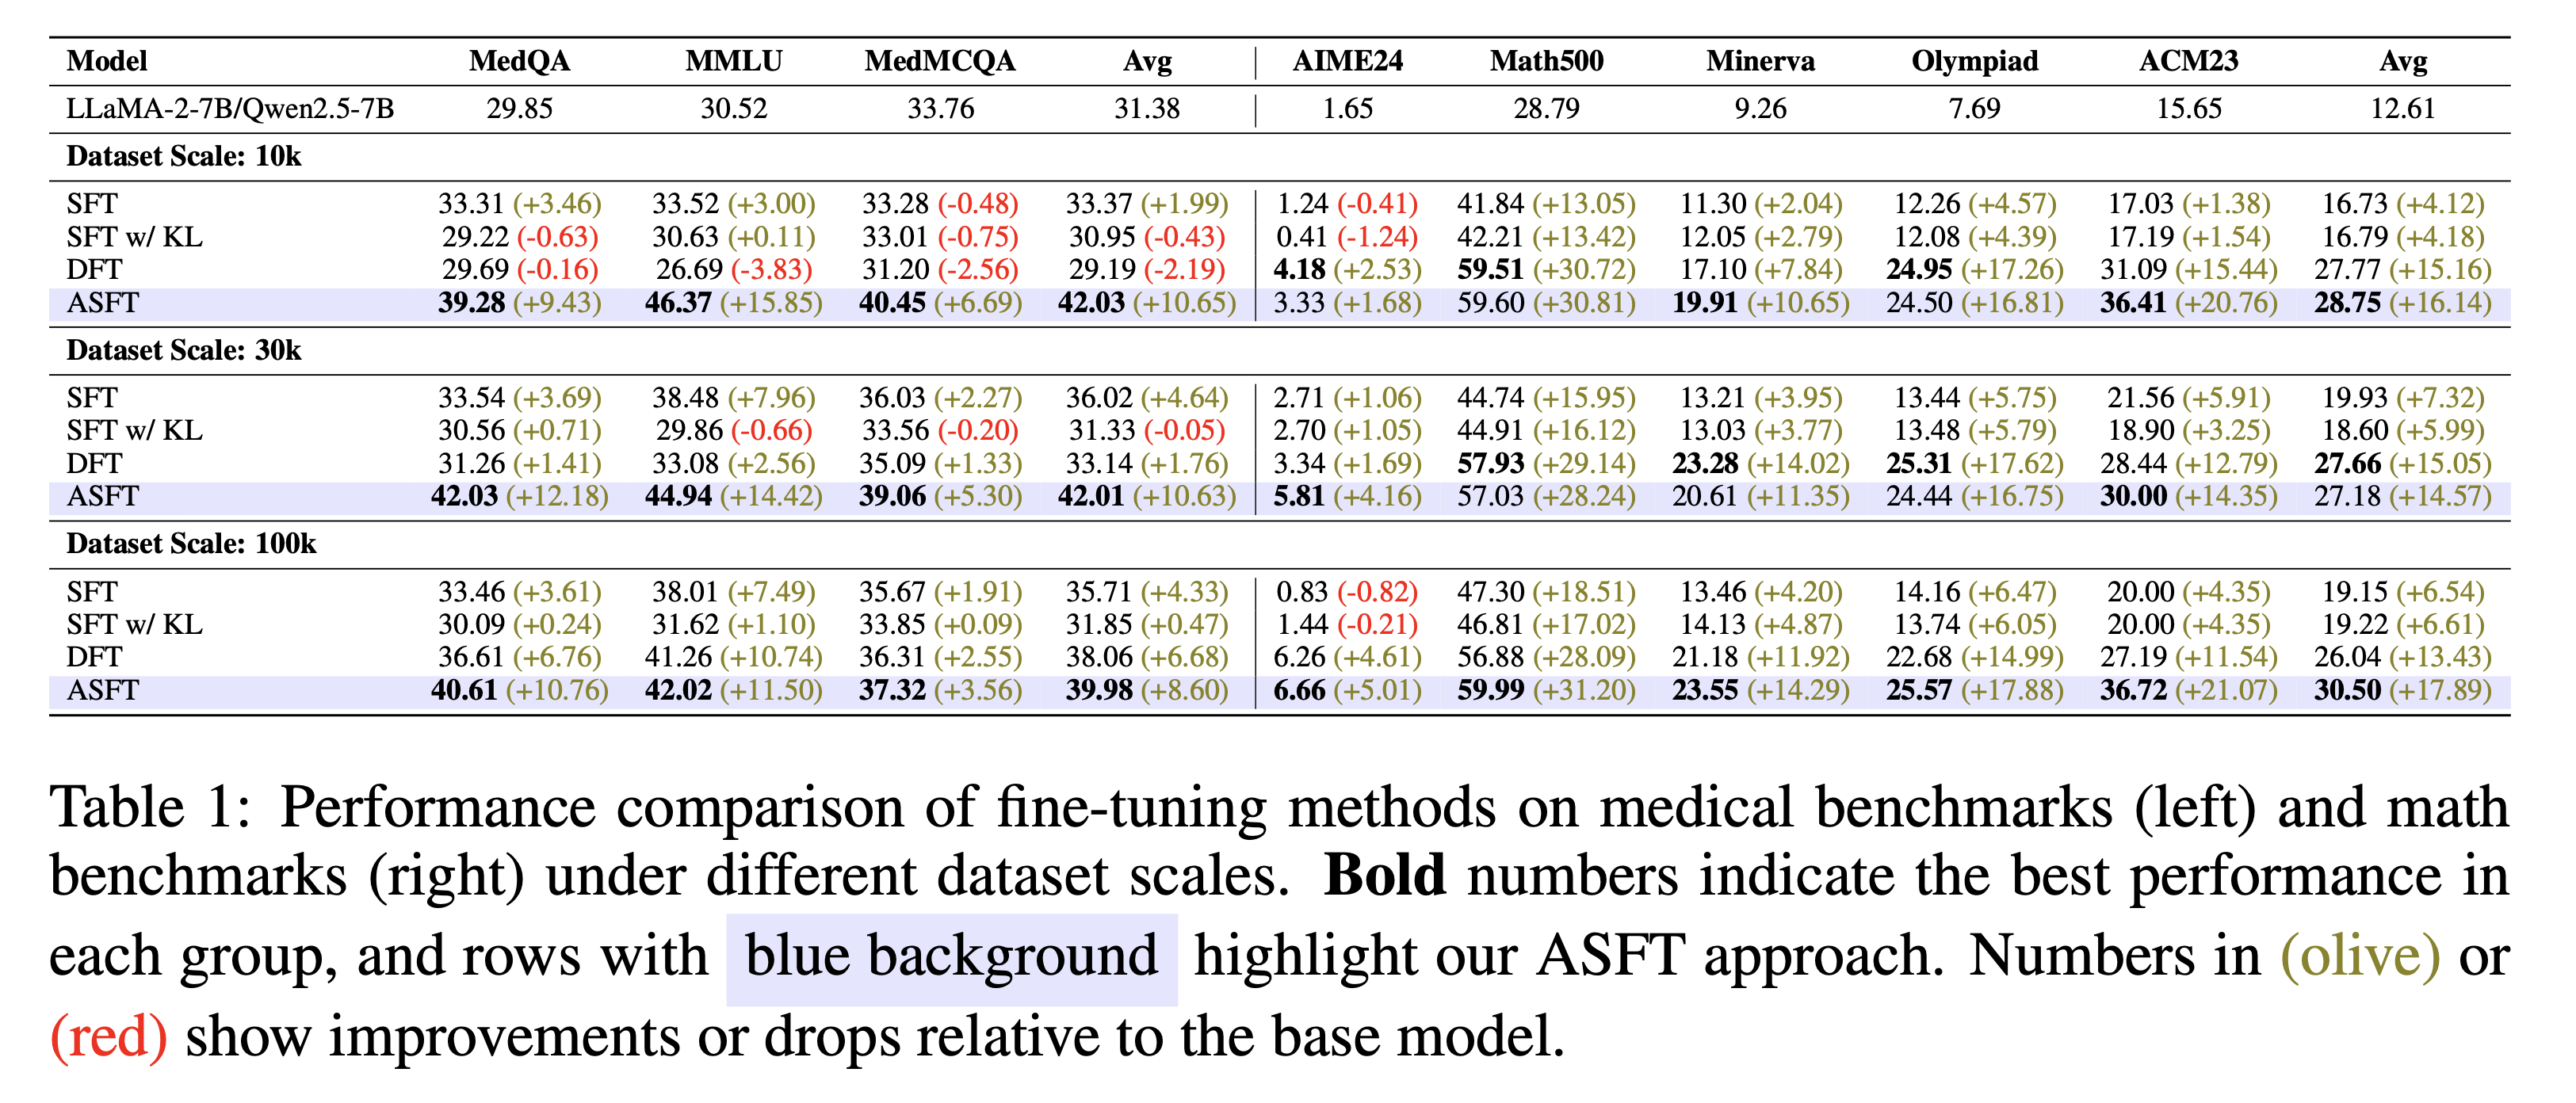 Model MedQA MMLU MedMCQA Avg AIME24 Math500 Minerva Olympiad ACM23 Avg
LLaMA-2-7B/Qwen2.5-7B 29.85 30.52 33.76 31.38 1.65 28.79 9.26 7.69 15.65 12.61
Dataset Scale: 10k
SFT 33.31 (+3.46) 33.52 (+3.00) 33.28 (-0.48) 33.37 (+1.99) 1.24 (-0.41) 41.84 (+13.05) 11.30 (+2.04) 12.26 (+4.57) 17.03 (+1.38) 16.73 (+4.12)
SFT w/ KL 29.22 (-0.63) 30.63 (+0.11) 33.01 (-0.75) 30.95 (-0.43) 0.41 (-1.24) 42.21 (+13.42) 12.05 (+2.79) 12.08 (+4.39) 17.19 (+1.54) 16.79 (+4.18)
DFT 29.69 (-0.16) 26.69 (-3.83) 31.20 (-2.56) 29.19 (-2.19) 4.18 (+2.53) 59.51 (+30.72) 17.10 (+7.84) 24.95 (+17.26) 31.09 (+15.44) 27.77 (+15.16)
ASFT 39.28 (+9.43) 46.37 (+15.85) 40.45 (+6.69) 42.03 (+10.65) 3.33 (+1.68) 59.60 (+30.81) 19.91 (+10.65) 24.50 (+16.81) 36.41 (+20.76) 28.75 (+16.14)
Dataset Scale: 30k
SFT 33.54 (+3.69) 38.48 (+7.96) 36.03 (+2.27) 36.02 (+4.64) 2.71 (+1.06) 44.74 (+15.95) 13.21 (+3.95) 13.44 (+5.75) 21.56 (+5.91) 19.93 (+7.32)
SFT w/ KL 30.56 (+0.71) 29.86 (-0.66) 33.56 (-0.20) 31.33 (-0.05) 2.70 (+1.05) 44.91 (+16.12) 13.03 (+3.77) 13.48 (+5.79) 18.90 (+3.25) 18.60 (+5.99)
DFT 31.26 (+1.41) 33.08 (+2.56) 35.09 (+1.33) 33.14 (+1.76) 3.34 (+1.69) 57.93 (+29.14) 23.28 (+14.02) 25.31 (+17.62) 28.44 (+12.79) 27.66 (+15.05)
ASFT 42.03 (+12.18) 44.94 (+14.42) 39.06 (+5.30) 42.01 (+10.63) 5.81 (+4.16) 57.03 (+28.24) 20.61 (+11.35) 24.44 (+16.75) 30.00 (+14.35) 27.18 (+14.57)
Dataset Scale: 100k
SFT 33.46 (+3.61) 38.01 (+7.49) 35.67 (+1.91) 35.71 (+4.33) 0.83 (-0.82) 47.30 (+18.51) 13.46 (+4.20) 14.16 (+6.47) 20.00 (+4.35) 19.15 (+6.54)
SFT w/ KL 30.09 (+0.24) 31.62 (+1.10) 33.85 (+0.09) 31.85 (+0.47) 1.44 (-0.21) 46.81 (+17.02) 14.13 (+4.87) 13.74 (+6.05) 20.00 (+4.35) 19.22 (+6.61)
DFT 36.61 (+6.76) 41.26 (+10.74) 36.31 (+2.55) 38.06 (+6.68) 6.26 (+4.61) 56.88 (+28.09) 21.18 (+11.92) 22.68 (+14.99) 27.19 (+11.54) 26.04 (+13.43)
ASFT 40.61 (+10.76) 42.02 (+11.50) 37.32 (+3.56) 39.98 (+8.60) 6.66 (+5.01) 59.99 (+31.20) 23.55 (+14.29) 25.57 (+17.88) 36.72 (+21.07) 30.50 (+17.89)
Table 1: Performance comparison of fine-tuning methods on medical benchmarks (left) and math
benchmarks (right) under different dataset scales. Bold numbers indicate the best performance in
each group, and rows with blue background highlight our ASFT approach. Numbers in (olive) or
(red) show improvements or drops relative to the base model.